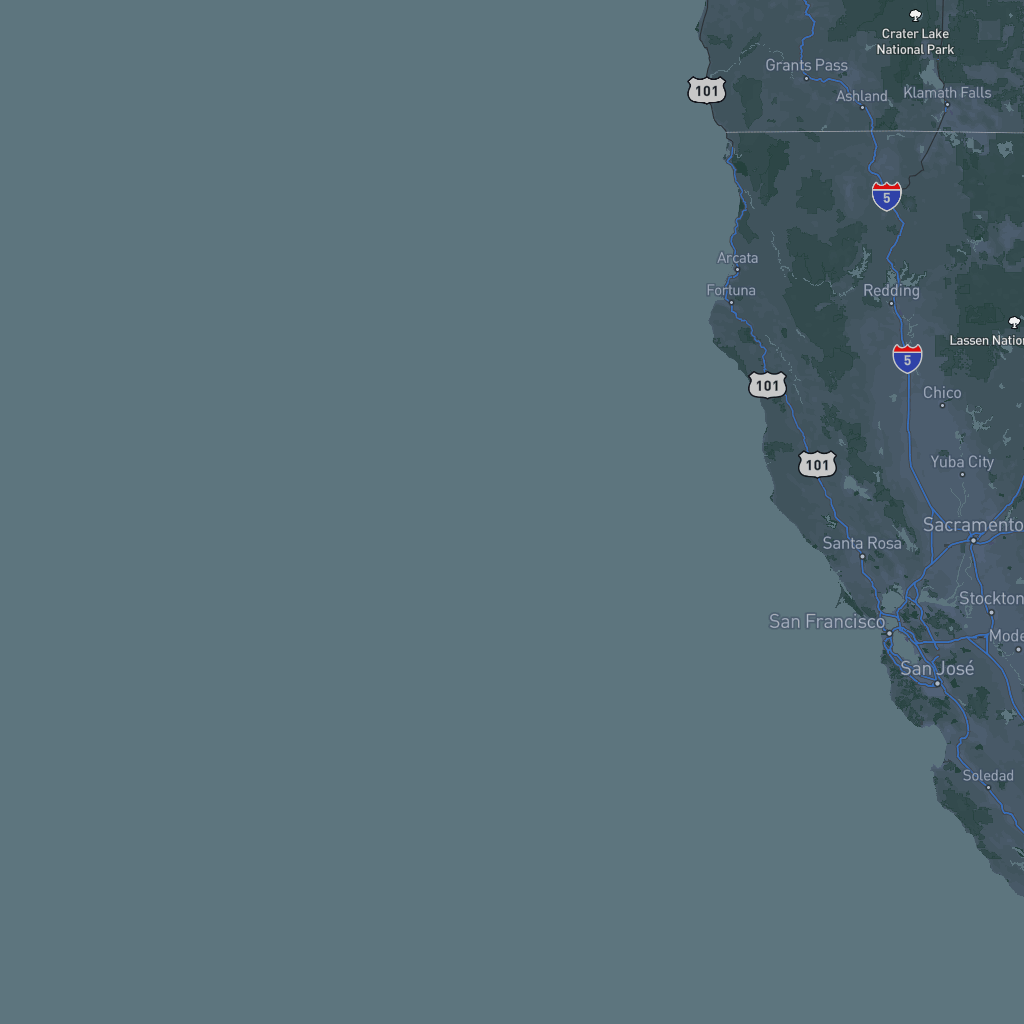 Crater Lake
National Park
Grants Pass
101
Ashland
Klamath Falls
5
Arcata
Fortuna
Redding
Lassen Natio
5
101
Chico
101
Yuba City
Sacramento
Santa Rosa
Stockton
San Francisco
Mode
San José
Soledad